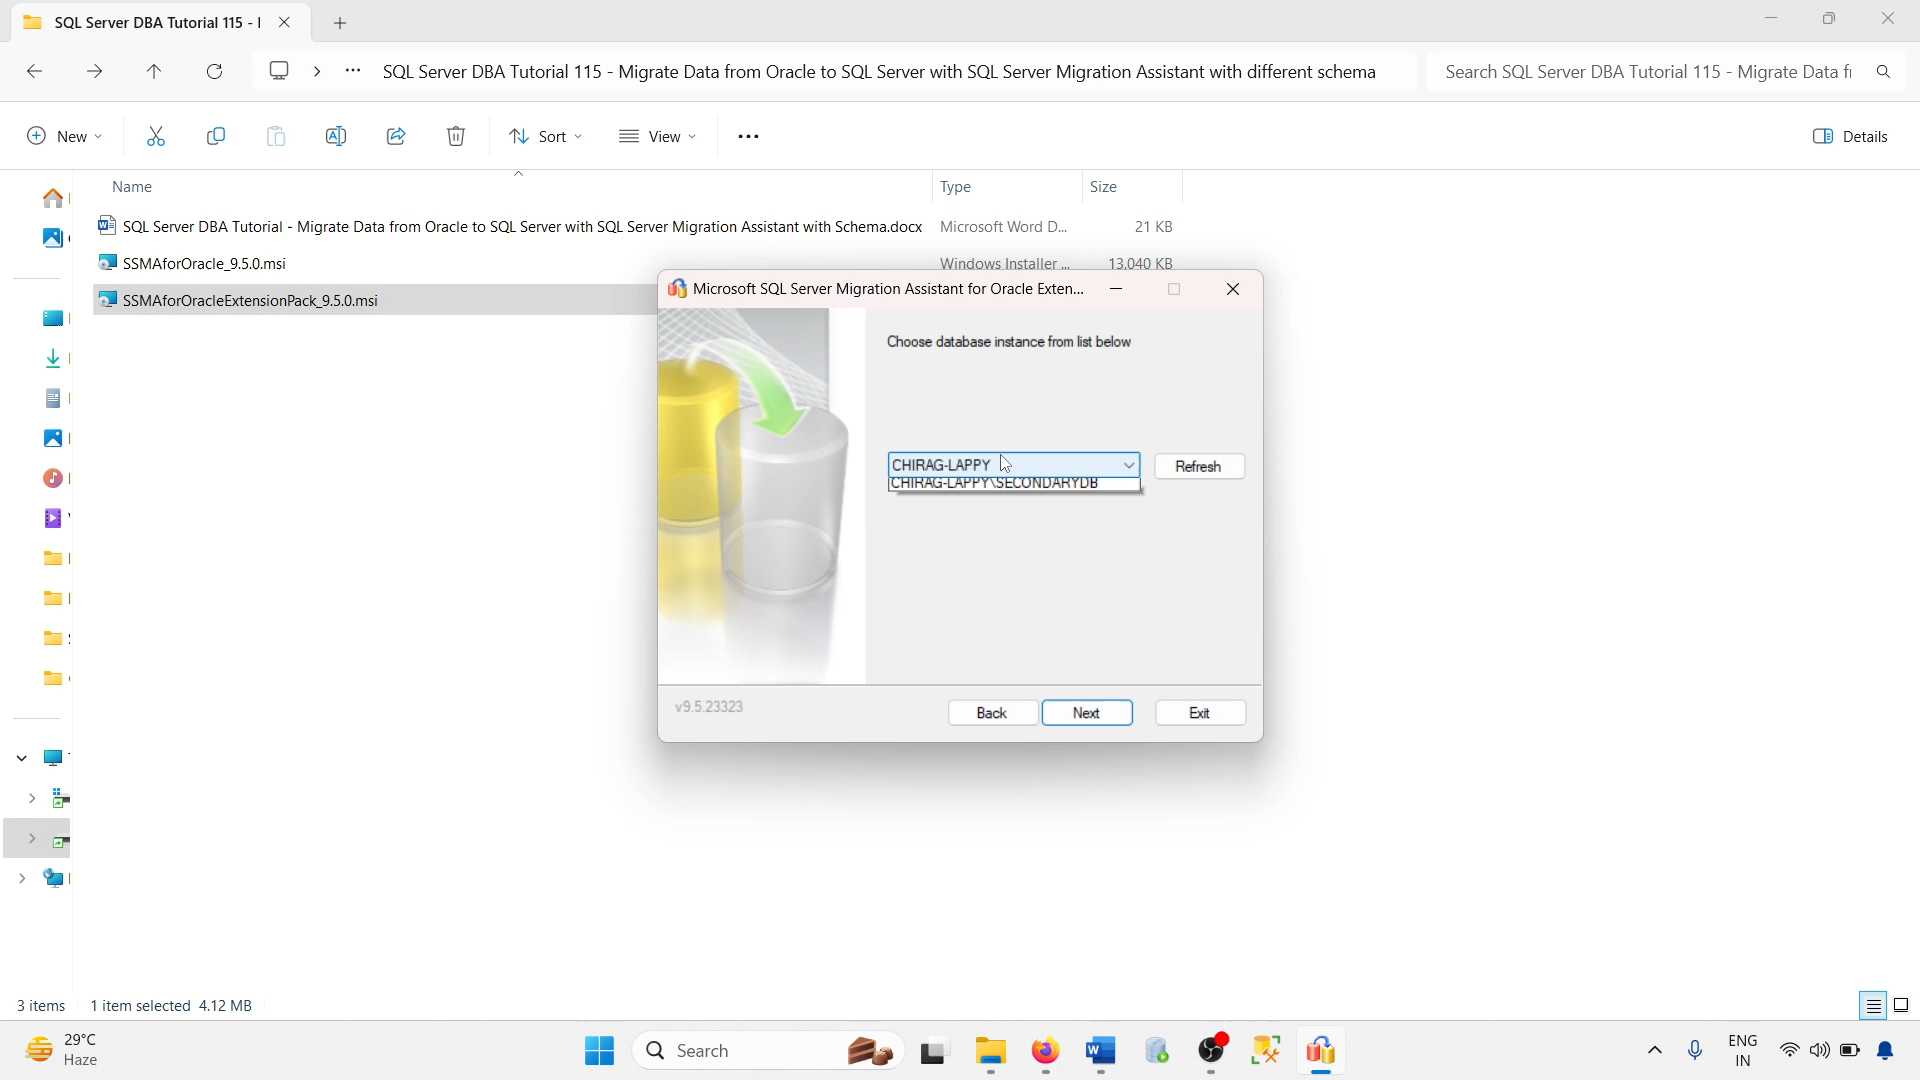 SQL Server DBA Tutorial 115 - I
SQL Server DBA Tutorial 115 - Migrate Data from Oracle to SQL Server with SQL Server Migration Assistant with different schema
Search SQL Server DBA Tutorial 115 - Migrate Data fr
New
Sort
View
Details
Name
Type
Size
SQL Server DBA Tutorial - Migrate Data from Oracle to SQL Server with SQL Server Migration Assistant with Schema.docx
Microsoft Word D...
21 KB
SSMAforOracle_9.5.0.msi
Windows Installer ...
13,040 KB
SSMAforOracleExtensionPack_9.5.0.msi
Microsoft SQL Server Migration Assistant for Oracle Exten...
Choose database instance from list below
CHIRAG-LAPPY
Refresh
CHIRAG-LAPPY\SECONDARYDB
v9.5.23323
Back
Next
Exit
3 items
1 item selected 4.12 MB
29°C
Haze
Search
ENG
IN